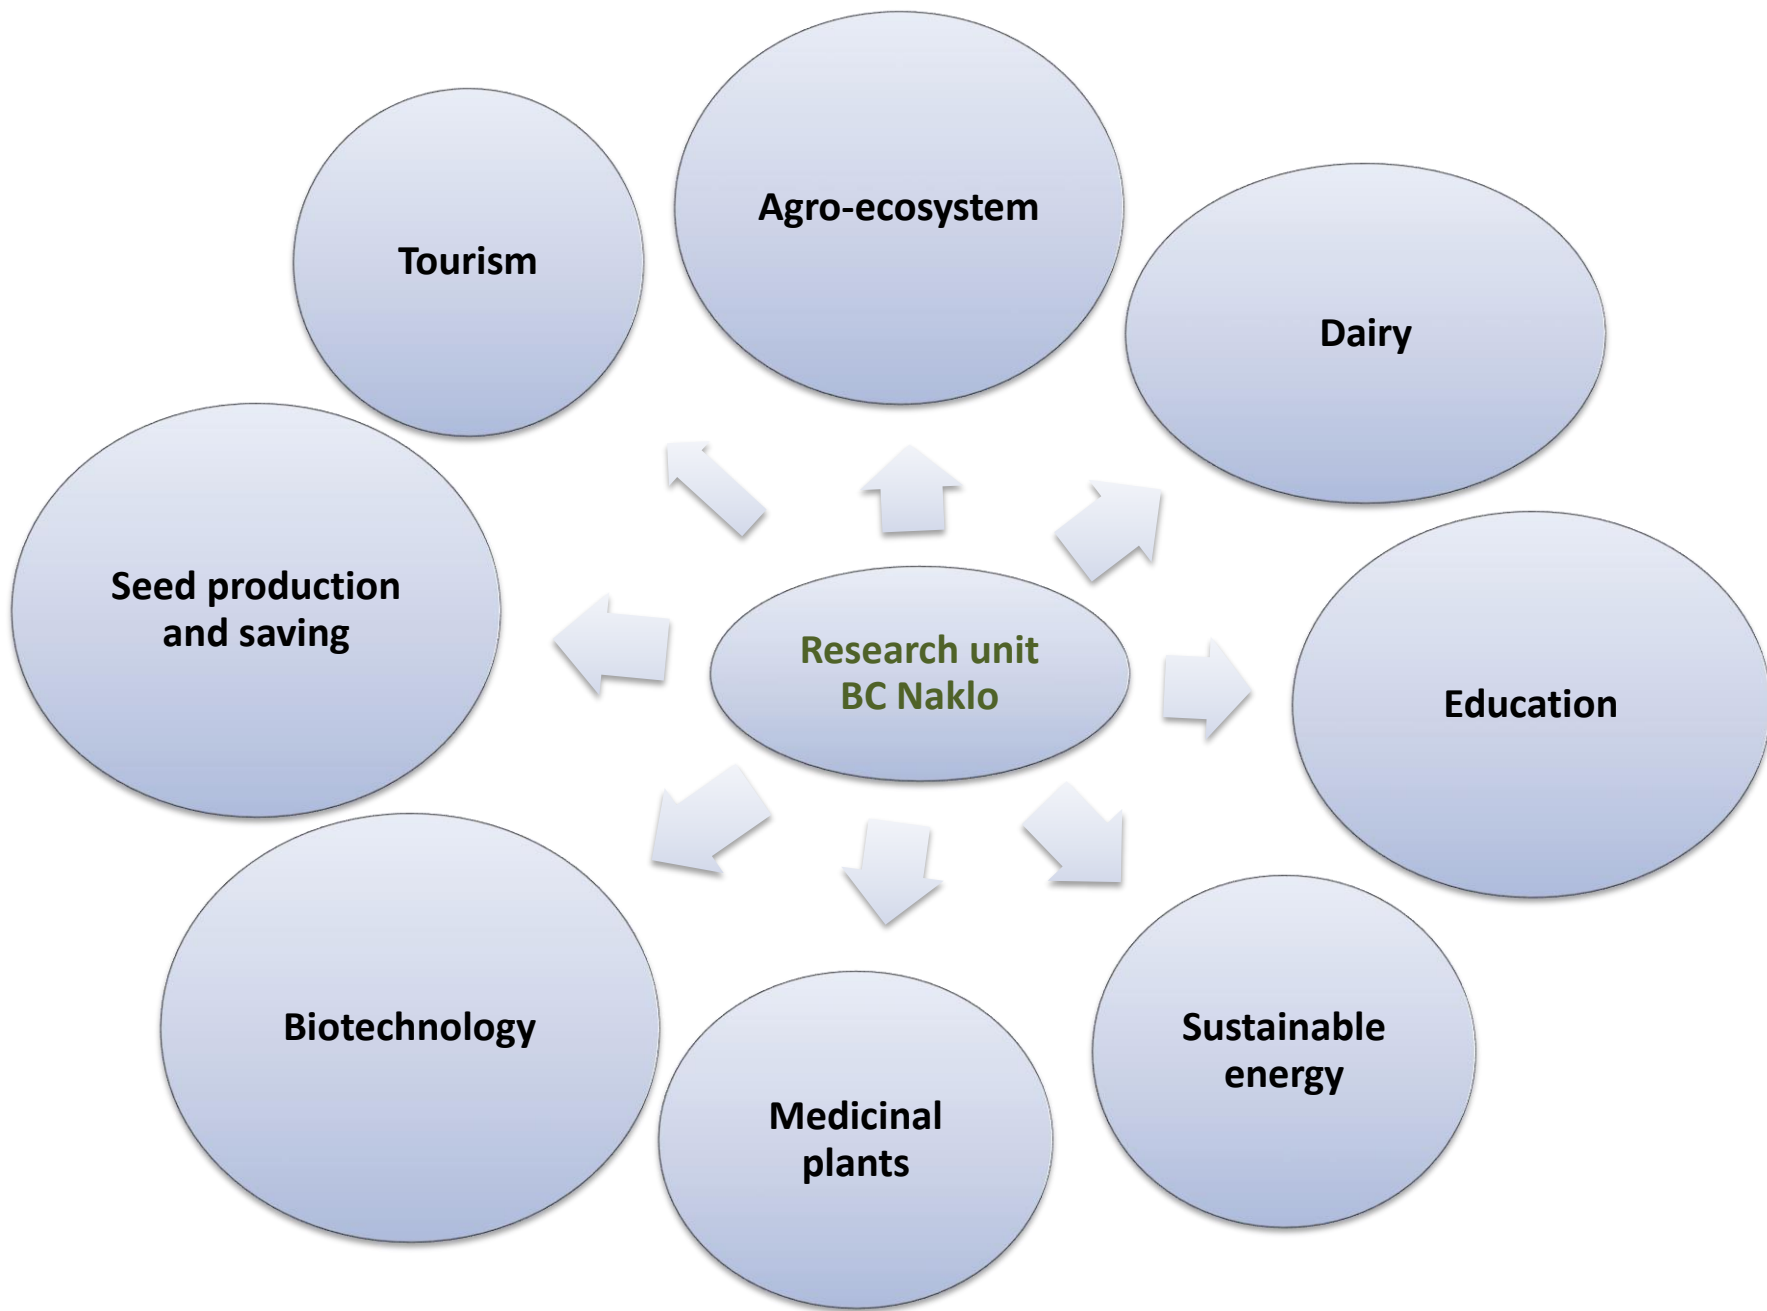 Agro-ecosystem
Tourism
Dairy
Seed production
and saving
Research unit
BC Naklo
Education
Biotechnology
Sustainable
energy
Medicinal
plants